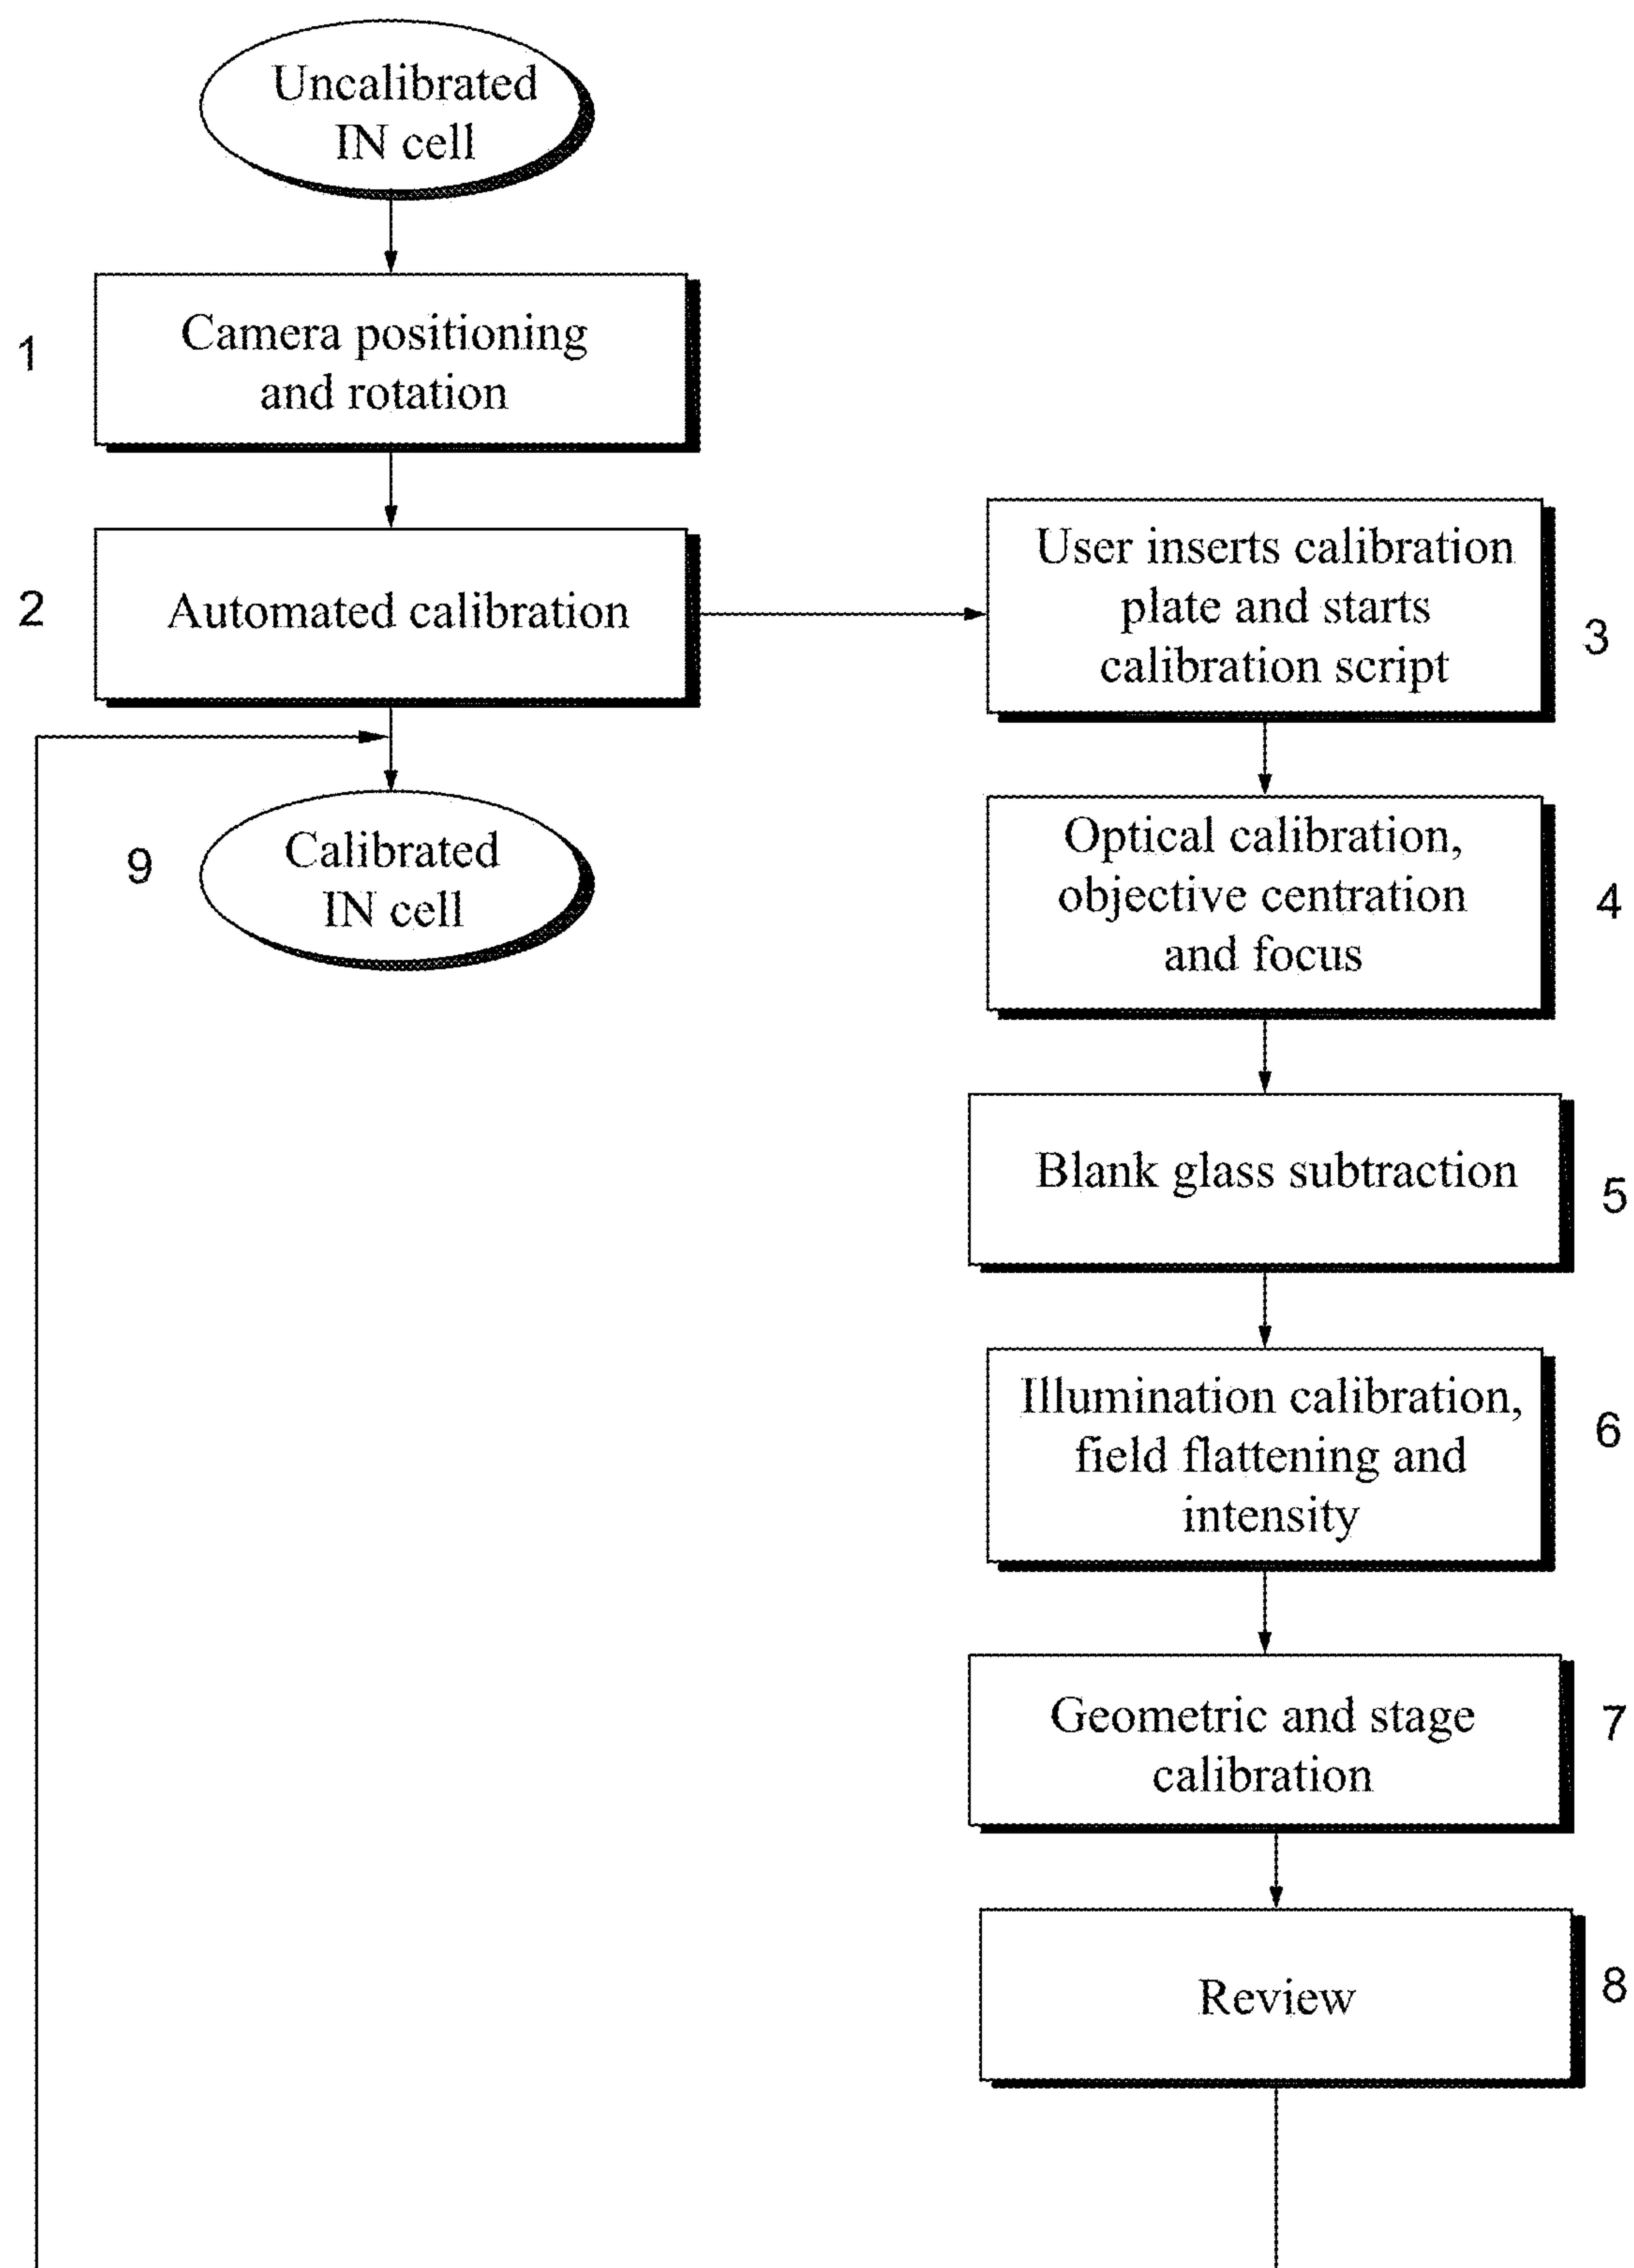 Uncalibrated
IN cell
1
Camera positioning
and rotation
2
Automated calibration
User inserts calibration
plate and starts
calibration script
3
9
Calibrated
IN cell
Optical calibration,
objective centration
and focus
4
Blank glass subtraction
5
Illumination calibration,
field flattening and
intensity
6
Geometric and stage
calibration
7
Review
8